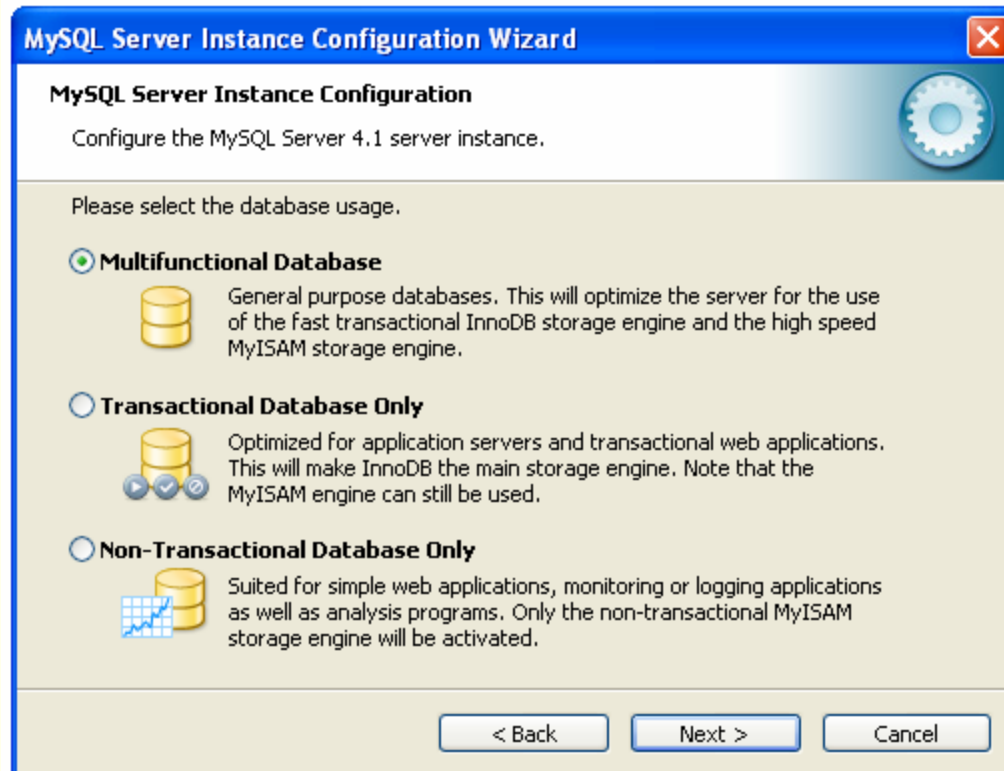 MySQL Server Instance Configuration Wizard
MySQL Server Instance Configuration
Configure the MySQL Server 4.1 server instance.
Please select the database usage.
Multifunctional Database
General purpose databases. This will optimize the server for the use
of the fast transactional InnoDB storage engine and the high speed
MyISAM storage engine.
Transactional Database Only
Optimized for application servers and transactional web applications.
This will make InnoDB the main storage engine. Note that the
MyISAM engine can still be used.
Non-Transactional Database Only
Suited for simple web applications, monitoring or logging applications
as well as analysis programs. Only the non-transactional MyISAM
storage engine will be activated.
< Back Next > Cancel